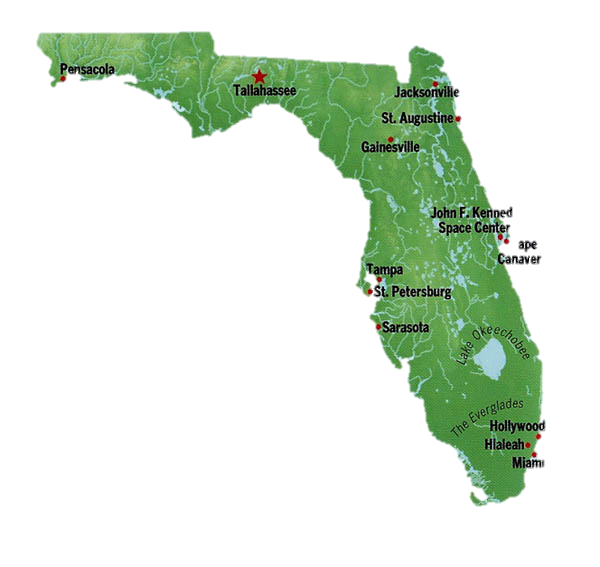 Pensacola
Tallahassee
Jacksonville
St. Augustine
Gainesville
John F. Kenned
Space Center
ape
Canaver
Tampa
St. Petersburg
Sarasota
Lake Okeechobee
The Everglades
Hollywood
Hialeah
Miami